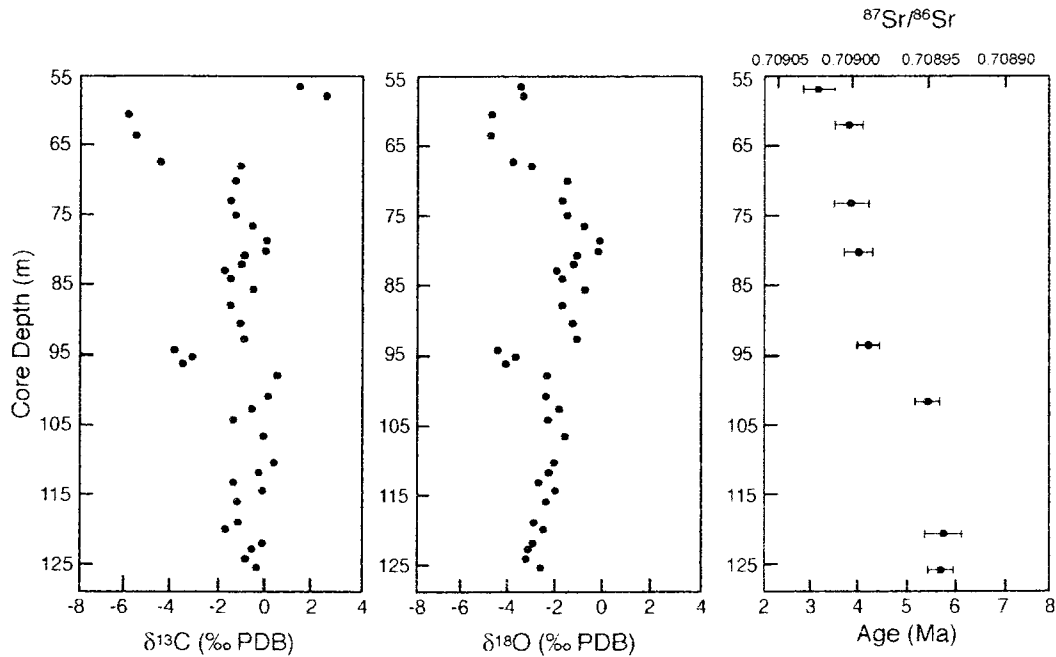 ⁸⁷Sr/⁸⁶Sr
0.70905 0.70900 0.70895 0.70890
Core Depth (m)
55
65
75
85
95
105
115
125
-8 -6 -4 -2 0 2 4
δ¹³C (‰ PDB)
55
65
75
85
95
105
115
125
-8 -6 -4 -2 0 2 4
δ¹⁸O (‰ PDB)
55
65
75
85
95
105
115
125
2 3 4 5 6 7 8
Age (Ma)